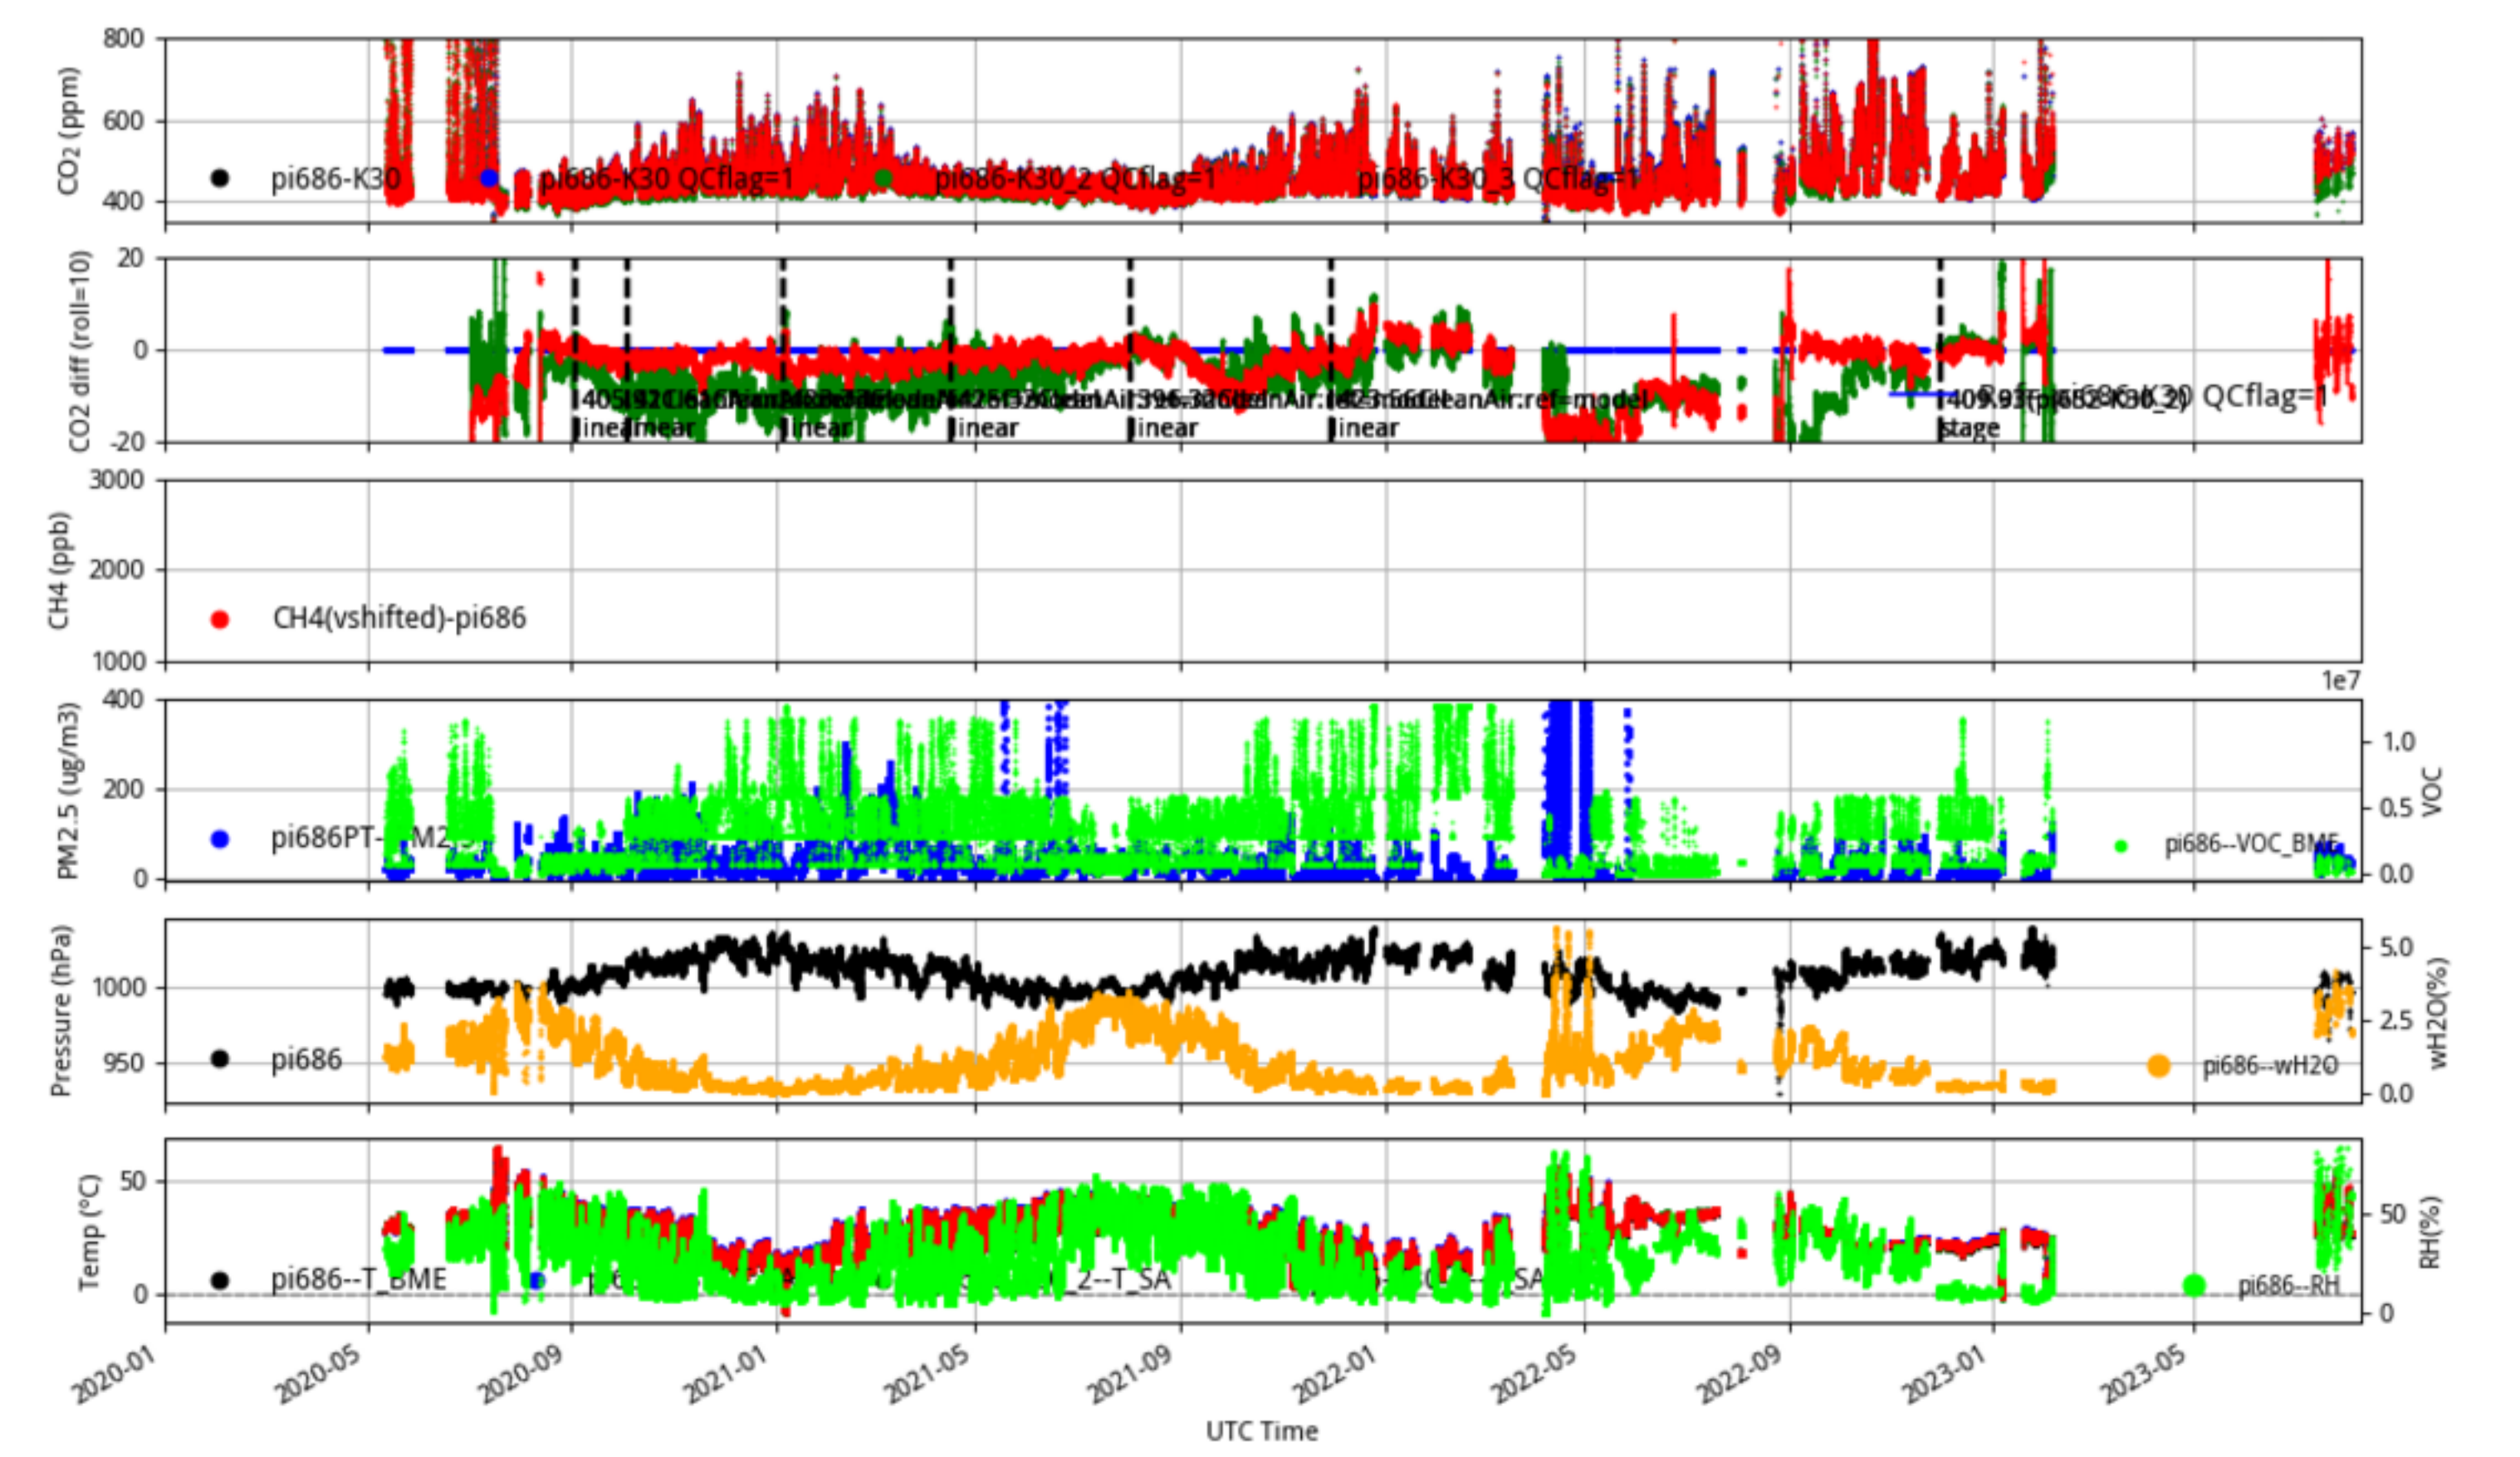 800
600
400
CO2 (ppm)
pi686-K30
pi686-K30 QCflag=1
pi686-K30_2 QCflag=1
pi686-K30_3 QCflag=1
20
0
-20
CO2 diff (roll=10)
linear
linear
linear
linear
linear
stage
QCflag=1
3000
2000
1000
CH4 (ppb)
CH4(vshifted)-pi686
1e7
400
200
0
PM2.5 (ug/m3)
1.0
0.5
0.0
VOC
pi686--VOC_BME
1000
950
Pressure (hPa)
pi686
5.0
2.5
0.0
wH2O(%)
pi686--wH2O
50
0
Temp (°C)
pi686--T_BME
2--T_SA
50
0
RH(%)
pi686--RH
2020-01
2020-05
2020-09
2021-01
2021-05
2021-09
2022-01
2022-05
2022-09
2023-01
2023-05
UTC Time